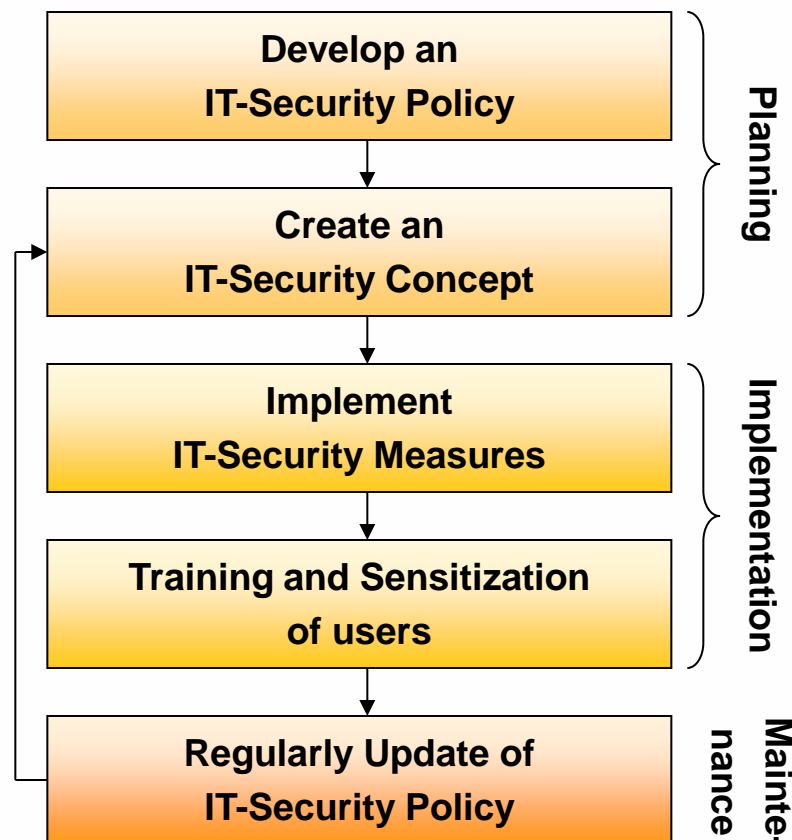 Develop an
IT-Security Policy
Planning
Create an
IT-Security Concept
Implement
IT-Security Measures
Implementation
Training and Sensitization
of users
Regularly Update of
IT-Security Policy
Mainte-
nance